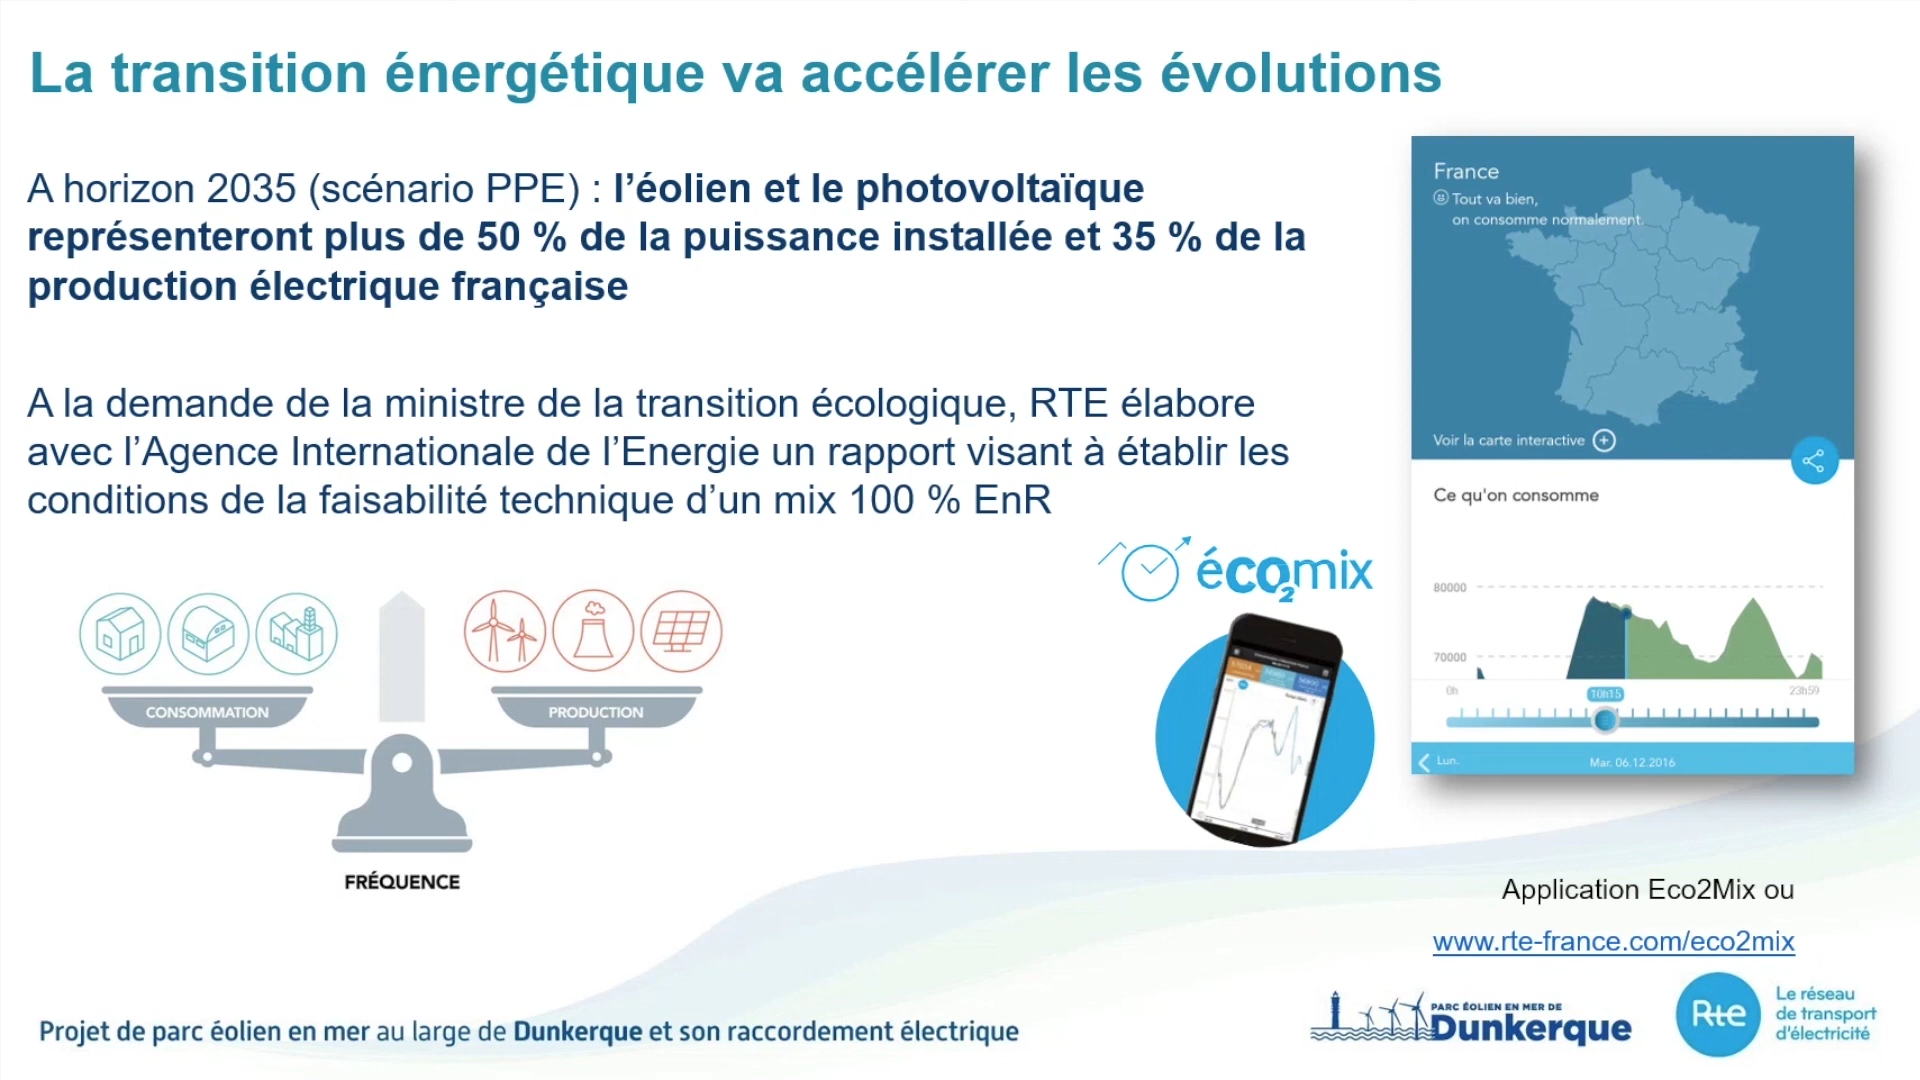 La transition énergétique va accélérer les évolutions
A horizon 2035 (scénario PPE) : l’éolien et le photovoltaïque
représenteront plus de 50 % de la puissance installée et 35 % de la
production électrique française
A la demande de la ministre de la transition écologique, RTE élabore
avec l’Agence Internationale de l’Energie un rapport visant à établir les
conditions de la faisabilité technique d’un mix 100 % EnR
CONSOMMATION
PRODUCTION
FRÉQUENCE
éco2mix
France
Tout va bien,
on consomme normalement.
Voir la carte interactive
Ce qu'on consomme
80000
70000
0h
10h15
23h59
Lun.
Mar. 06.12.2016
Application Eco2Mix ou
www.rte-france.com/eco2mix
Projet de parc éolien en mer au large de Dunkerque et son raccordement électrique
PARC ÉOLIEN EN MER DE
Dunkerque
Rte
Le réseau
de transport
d'électricité